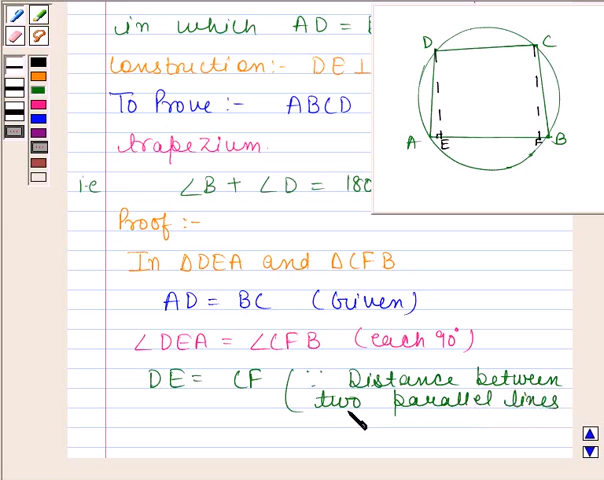 in which AD =
Construction:- DE⊥
To Prove :- ABCD
trapezium.
i.e ∠B + ∠D = 180
Proof :-
In ΔDEA and ΔCFB
AD = BC (Given)
∠DEA = ∠CFB (each 90°)
DE = CF (∵ Distance between
two parallel lines
D C
A E F B